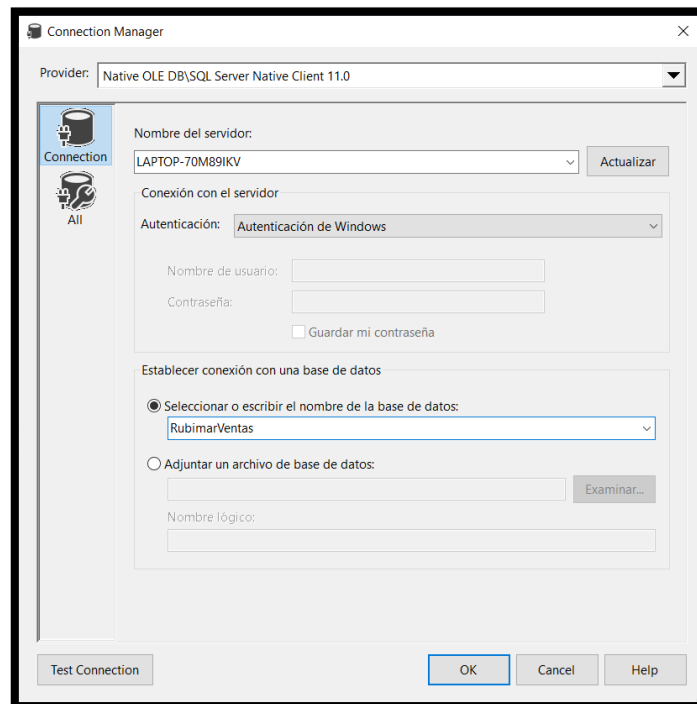 Connection Manager
Provider: Native OLE DB\SQL Server Native Client 11.0
Connection
All
Nombre del servidor:
LAPTOP-70M89IKV
Actualizar
Conexión con el servidor
Autenticación: Autenticación de Windows
Nombre de usuario:
Contraseña:
Guardar mi contraseña
Establecer conexión con una base de datos
Seleccionar o escribir el nombre de la base de datos:
RubimarVentas
Adjuntar un archivo de base de datos:
Examinar...
Nombre lógico:
Test Connection
OK
Cancel
Help